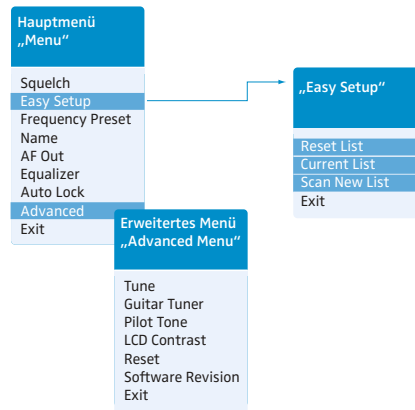 Hauptmenü
„Menu“
Squelch
Easy Setup
Frequency Preset
Name
AF Out
Equalizer
Auto Lock
Advanced
Exit
„Easy Setup“
Reset List
Current List
Scan New List
Exit
Erweitertes Menü
„Advanced Menu“
Tune
Guitar Tuner
Pilot Tone
LCD Contrast
Reset
Software Revision
Exit